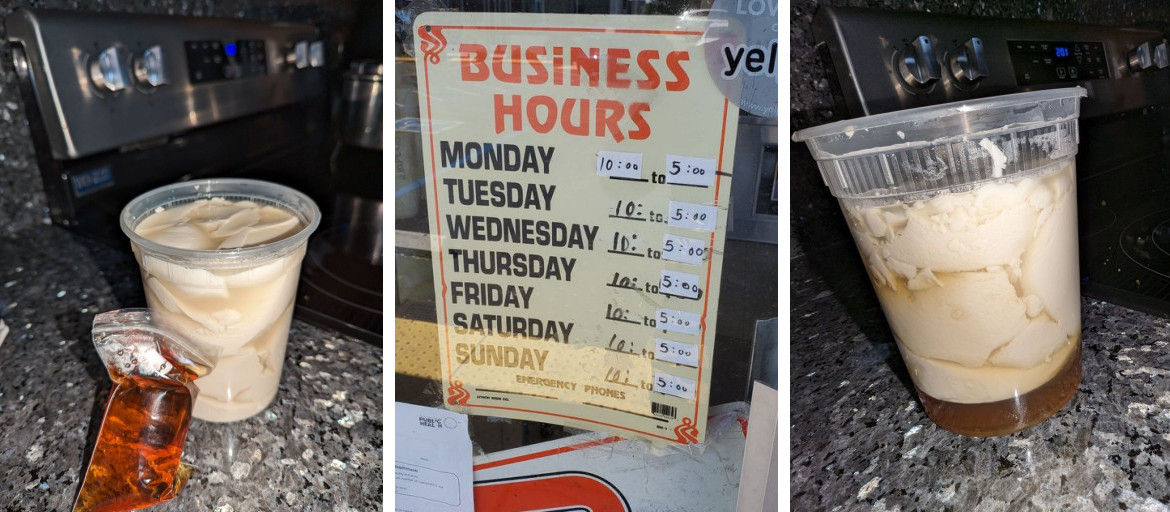 BUSINESS
HOURS
MONDAY 10:00 to 5:00
TUESDAY 10: to 5:00
WEDNESDAY 10: to 5:00
THURSDAY 10: to 5:00
FRIDAY 10: to 5:00
SATURDAY 10: to 5:00
SUNDAY 10: to 5:00
EMERGENCY PHONES
yel
PUBLIC